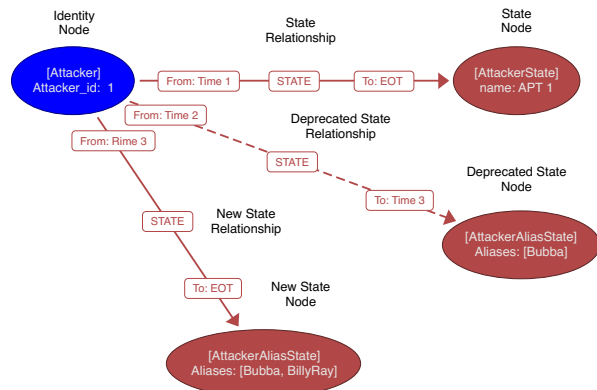 Identity
Node
State
Relationship
State
Node
[Attacker]
Attacker_id: 1
From: Time 1
STATE
To: EOT
[AttackerState]
name: APT 1
From: Time 2
Deprecated State
Relationship
From: Rime 3
STATE
Deprecated State
Node
To: Time 3
STATE
New State
Relationship
[AttackerAliasState]
Aliases: [Bubba]
To: EOT
New State
Node
[AttackerAliasState]
Aliases: [Bubba, BillyRay]